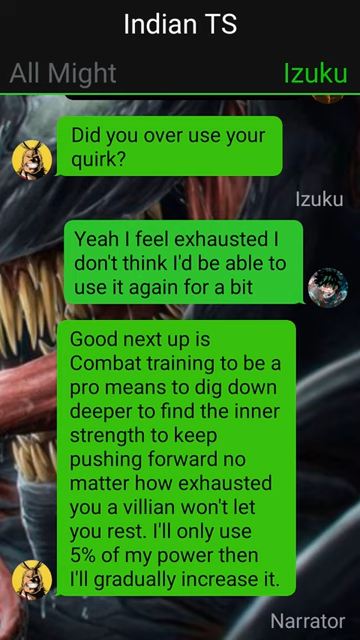 Indian TS
All Might
Izuku
Did you over use your
quirk?
Izuku
Yeah I feel exhausted I
don't think I'd be able to
use it again for a bit
Good next up is
Combat training to be a
pro means to dig down
deeper to find the inner
strength to keep
pushing forward no
matter how exhausted
you a villian won't let
you rest. I'll only use
5% of my power then
I'll gradually increase it.
Narrator